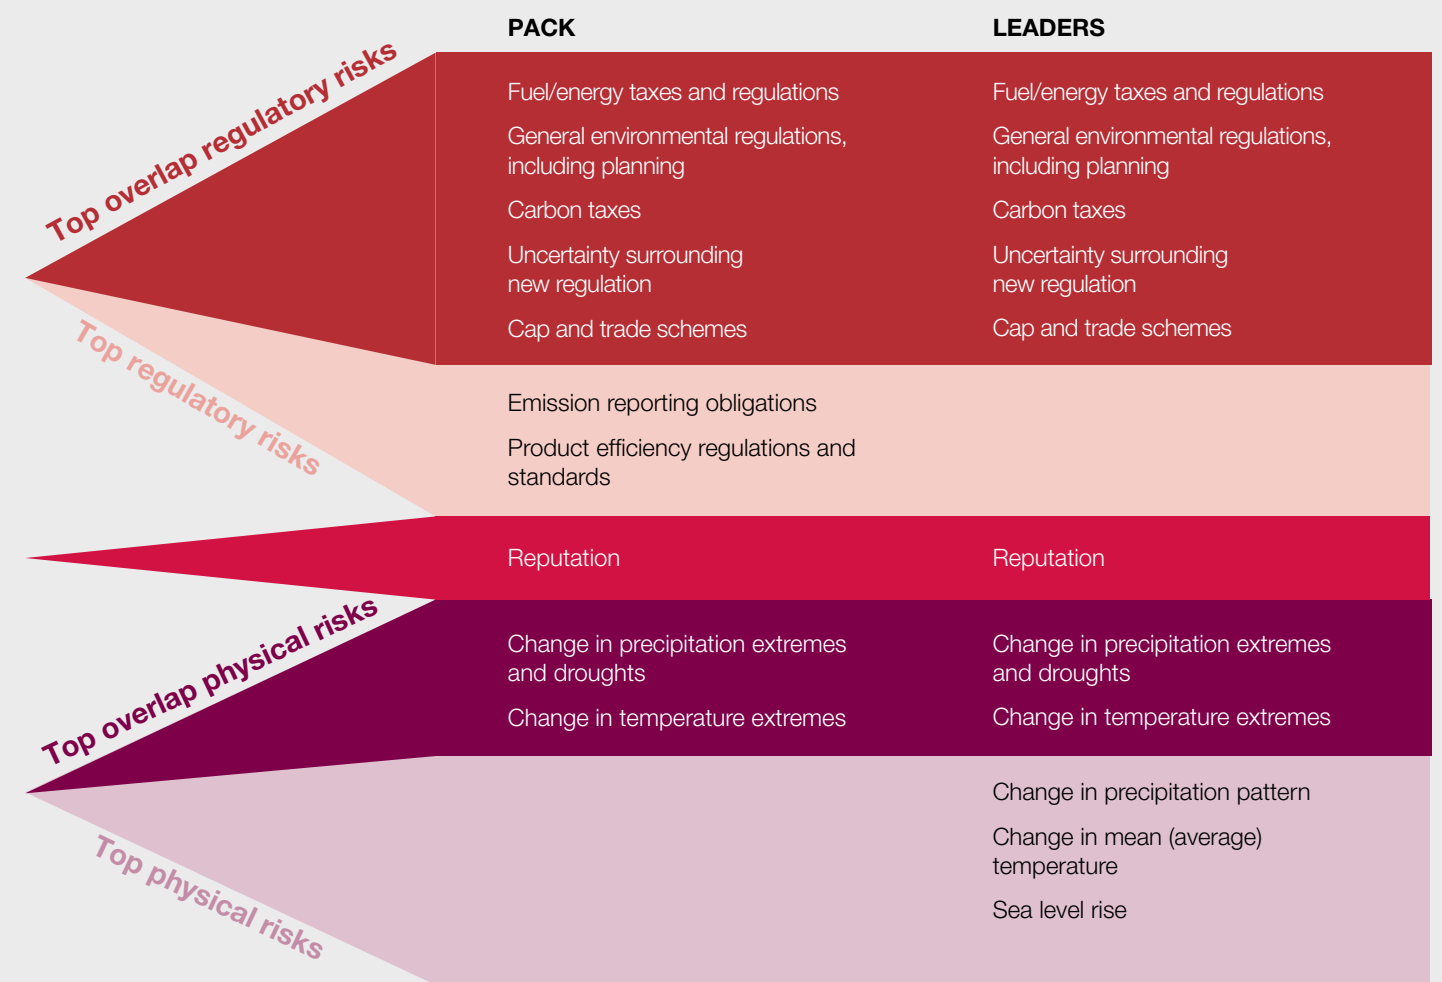 PACK
LEADERS
Top overlap regulatory risks
Fuel/energy taxes and regulations
General environmental regulations,
including planning
Carbon taxes
Uncertainty surrounding
new regulation
Cap and trade schemes
Fuel/energy taxes and regulations
General environmental regulations,
including planning
Carbon taxes
Uncertainty surrounding
new regulation
Cap and trade schemes
Top regulatory risks
Emission reporting obligations
Product efficiency regulations and
standards
Reputation
Reputation
Top overlap physical risks
Change in precipitation extremes
and droughts
Change in temperature extremes
Change in precipitation extremes
and droughts
Change in temperature extremes
Top physical risks
Change in precipitation pattern
Change in mean (average)
temperature
Sea level rise